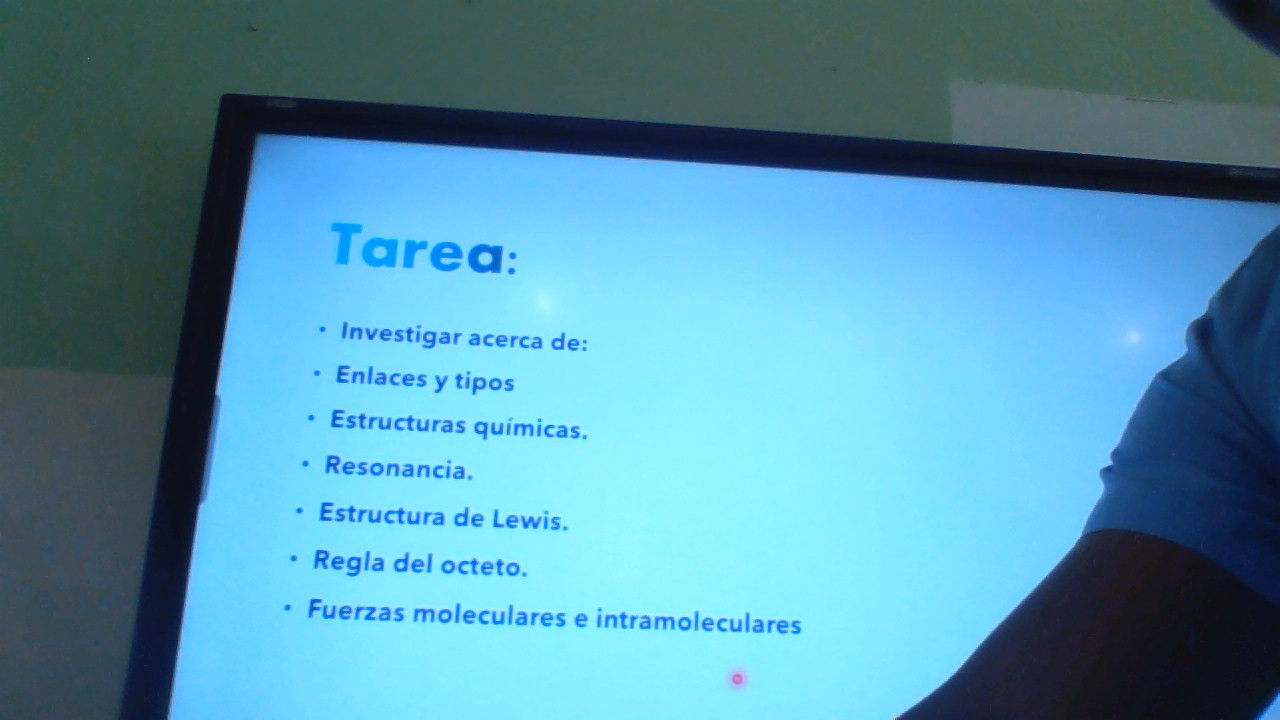 Tarea:
• Investigar acerca de:
• Enlaces y tipos
• Estructuras químicas.
• Resonancia.
• Estructura de Lewis.
• Regla del octeto.
• Fuerzas moleculares e intramoleculares